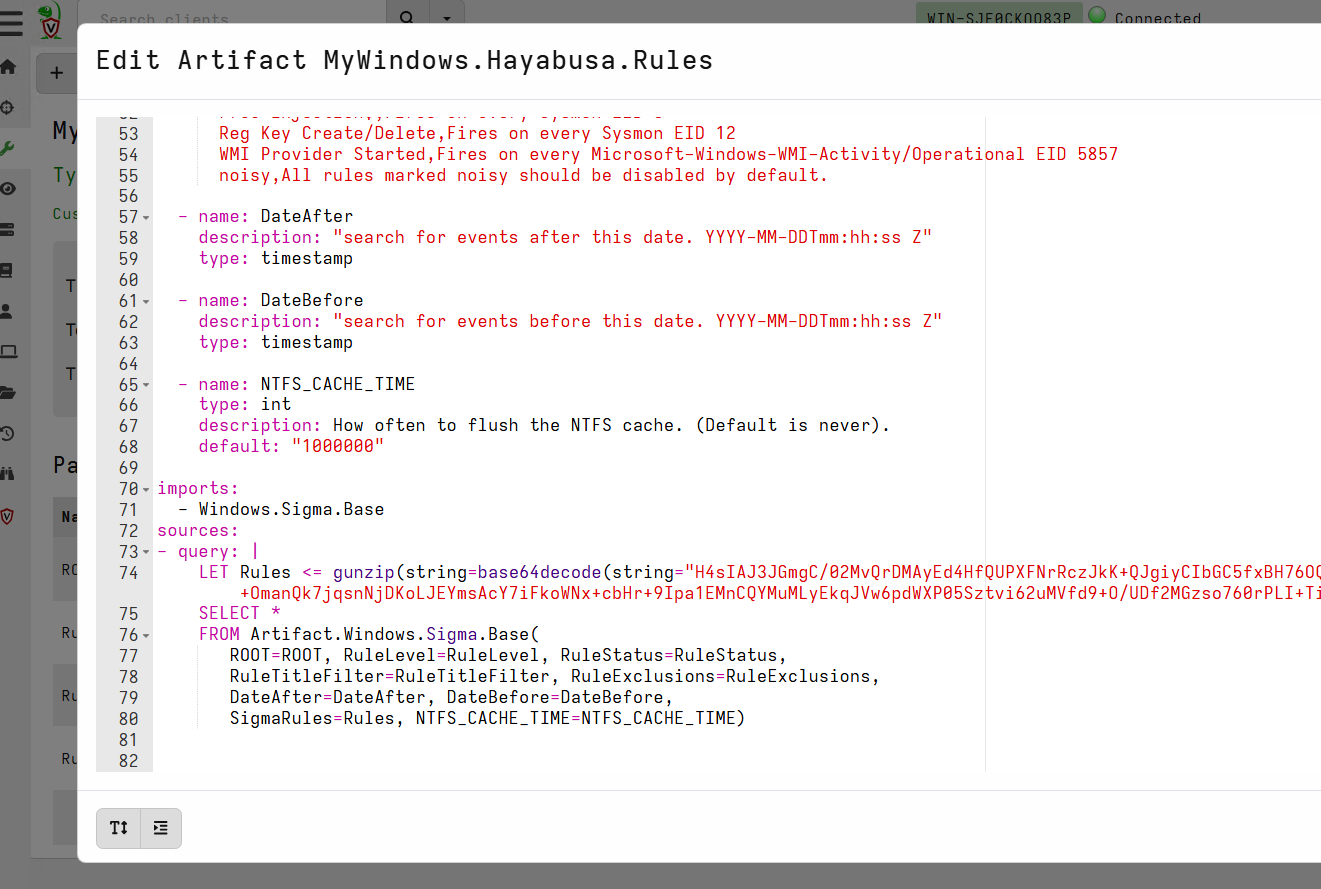 Search clients
WIN-SJE0CKQO83P Connected
Edit Artifact MyWindows.Hayabusa.Rules
53 Reg Key Create/Delete,Fires on every Sysmon EID 12
54 WMI Provider Started,Fires on every Microsoft-Windows-WMI-Activity/Operational EID 5857
55 noisy,All rules marked noisy should be disabled by default.
56
57 - name: DateAfter
58 description: "search for events after this date. YYYY-MM-DDTmm:hh:ss Z"
59 type: timestamp
60
61 - name: DateBefore
62 description: "search for events before this date. YYYY-MM-DDTmm:hh:ss Z"
63 type: timestamp
64
65 - name: NTFS_CACHE_TIME
66 type: int
67 description: How often to flush the NTFS cache. (Default is never).
68 default: "1000000"
69
70 imports:
71 - Windows.Sigma.Base
72 sources:
73 - query: |
74 LET Rules <= gunzip(string=base64decode(string="H4sIAJ3JGmgC/02MvQrDMAyEd4HfQUPXFNrRczJkK+QJgiyCIbGC5fxBH76OQ
+OmanQk7jqsnNjDKoLJEYmsAcY7iFkoWNx+cbHr+9Ipa1EMnCQYMuMLyEkqJVw6pdWXP05Sztvi62uMVfd9+O/UDf2MGzso760rPLI+Ti
75 SELECT *
76 FROM Artifact.Windows.Sigma.Base(
77 ROOT=ROOT, RuleLevel=RuleLevel, RuleStatus=RuleStatus,
78 RuleTitleFilter=RuleTitleFilter, RuleExclusions=RuleExclusions,
79 DateAfter=DateAfter, DateBefore=DateBefore,
80 SigmaRules=Rules, NTFS_CACHE_TIME=NTFS_CACHE_TIME)
81
82
My
Ty
Cus
T
T
Pa
Na
RO
Ru
Ru
Ru